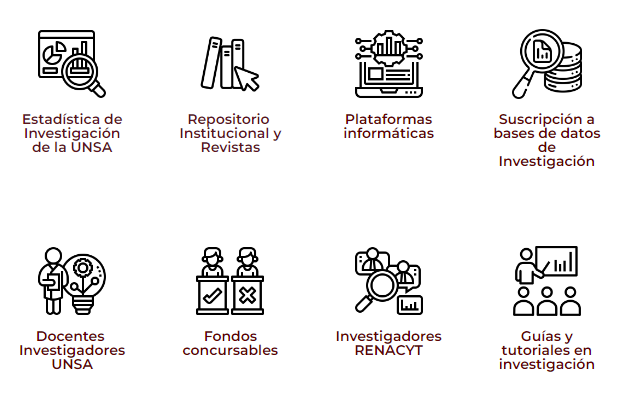 Estadística de
Investigación
de la UNSA
Repositorio
Institucional y
Revistas
Plataformas
informáticas
Suscripción a
bases de datos
de
Investigación
Docentes
Investigadores
UNSA
Fondos
concursables
Investigadores
RENACYT
Guías y
tutoriales en
investigación